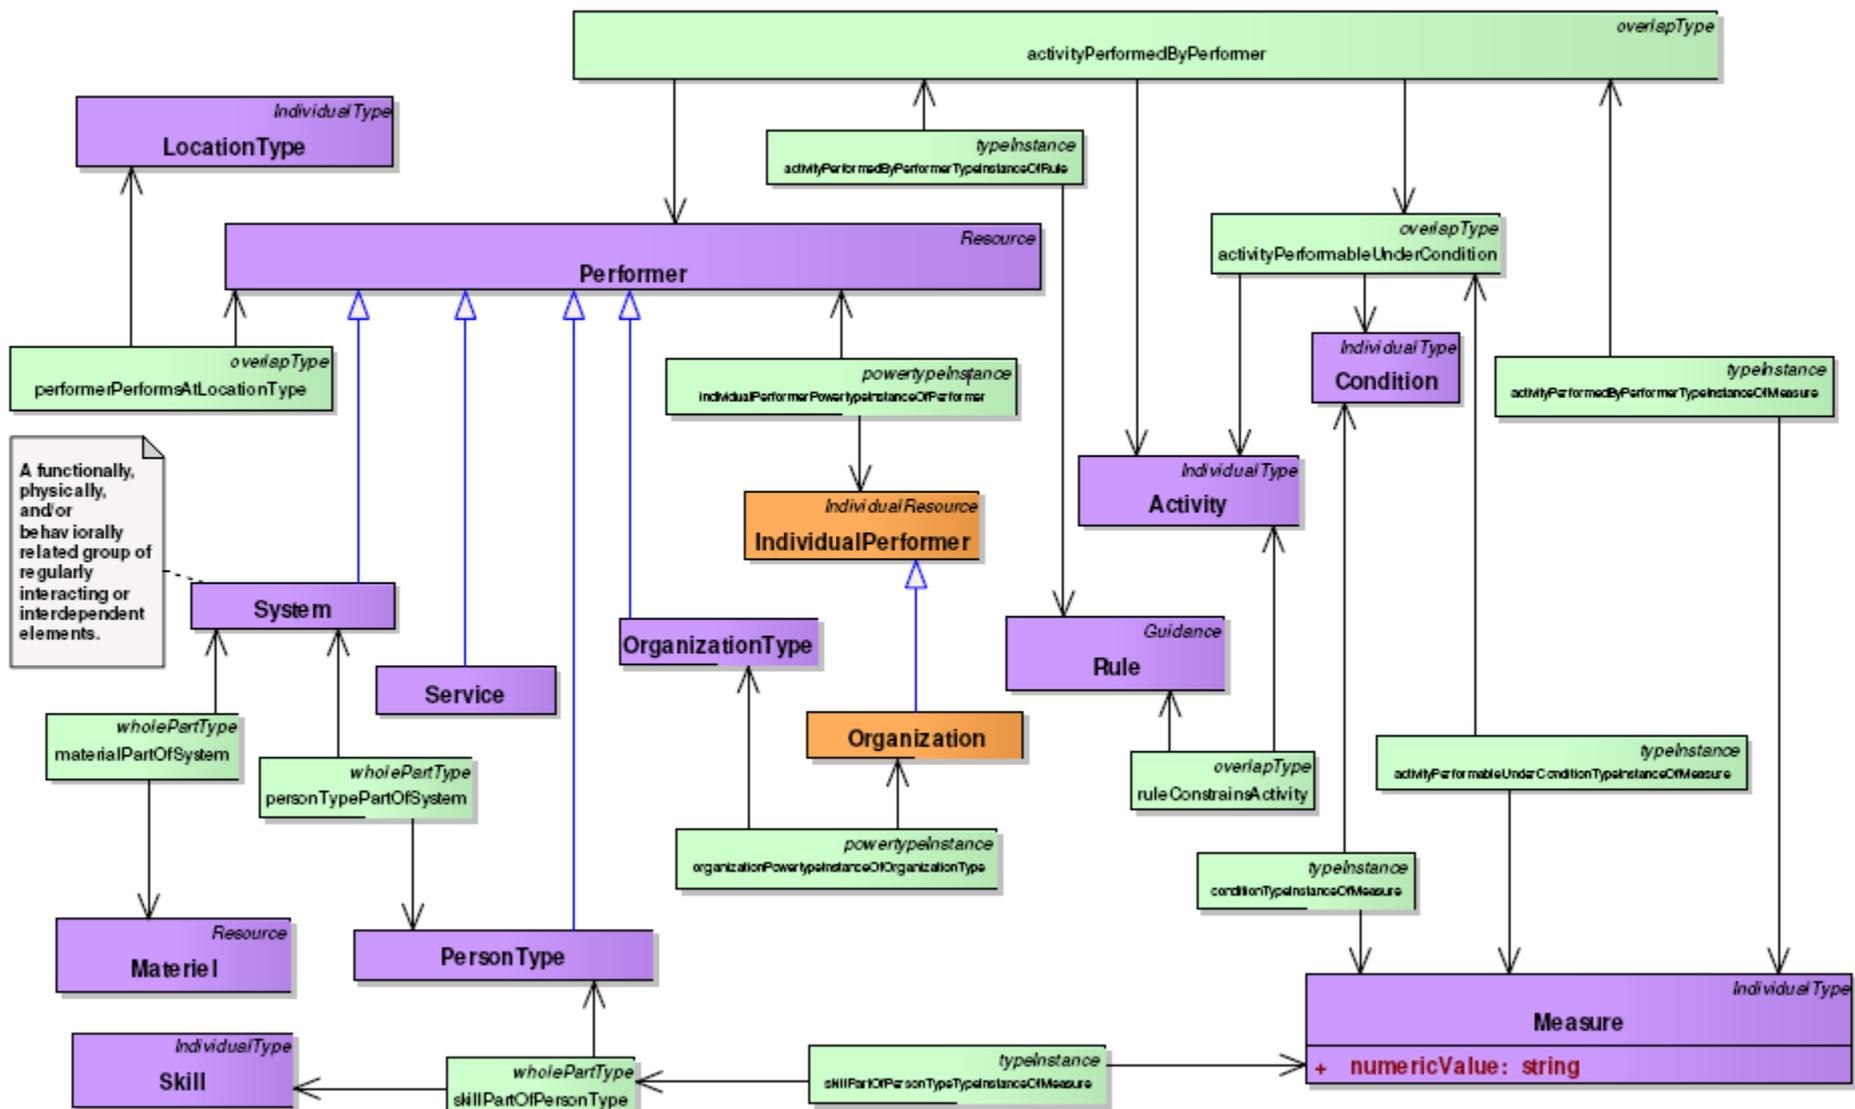 overlapType
activityPerformedByPerformer
IndividualType
LocationType
typeInstance
activityPerformedByPerformerTypeInstanceOfRule
Resource
Performer
overlapType
activityPerformableUnderCondition
IndividualType
Condition
overlapType
performerPerformsAtLocationType
powertypeInstance
individualPerformerPowertypeInstanceOfPerformer
typeInstance
activityPerformedByPerformerTypeInstanceOfMeasure
A functionally,
physically,
and/or
behaviorally
related group of
regularly
interacting or
interdependent
elements.
IndividualType
Activity
IndividualResource
IndividualPerformer
System
OrganizationType
Guidance
Rule
Service
wholePartType
materialPartOfSystem
Organization
wholePartType
personTypePartOfSystem
overlapType
ruleConstrainsActivity
typeInstance
activityPerformableUnderConditionTypeInstanceOfMeasure
powertypeInstance
organizationPowertypeInstanceOfOrganizationType
typeInstance
conditionTypeInstanceOfMeasure
Resource
Materiel
PersonType
IndividualType
Measure
+ numericValue: string
IndividualType
Skill
wholePartType
skillPartOfPersonType
typeInstance
skillPartOfPersonTypeTypeInstanceOfMeasure